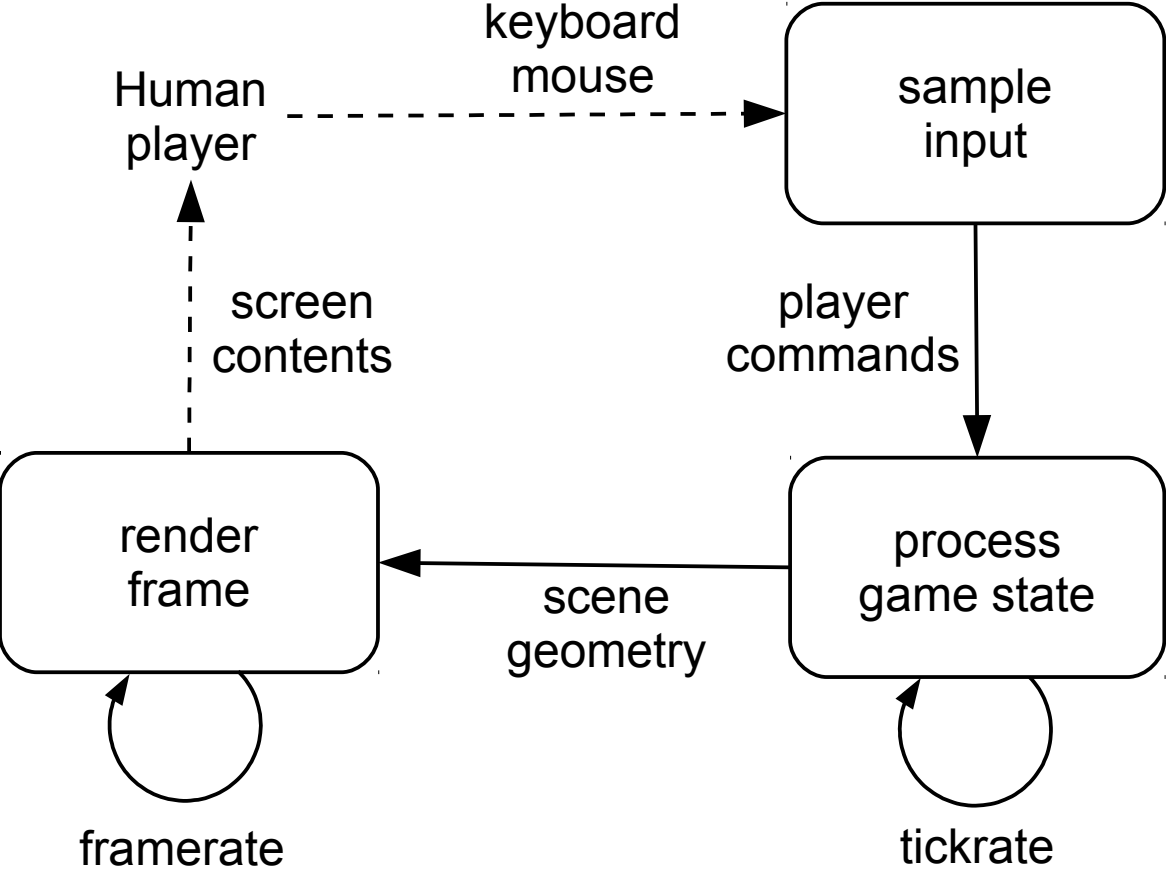 keyboard
mouse
Human
player
sample
input
screen
contents
player
commands
render
frame
process
game state
scene
geometry
framerate
tickrate